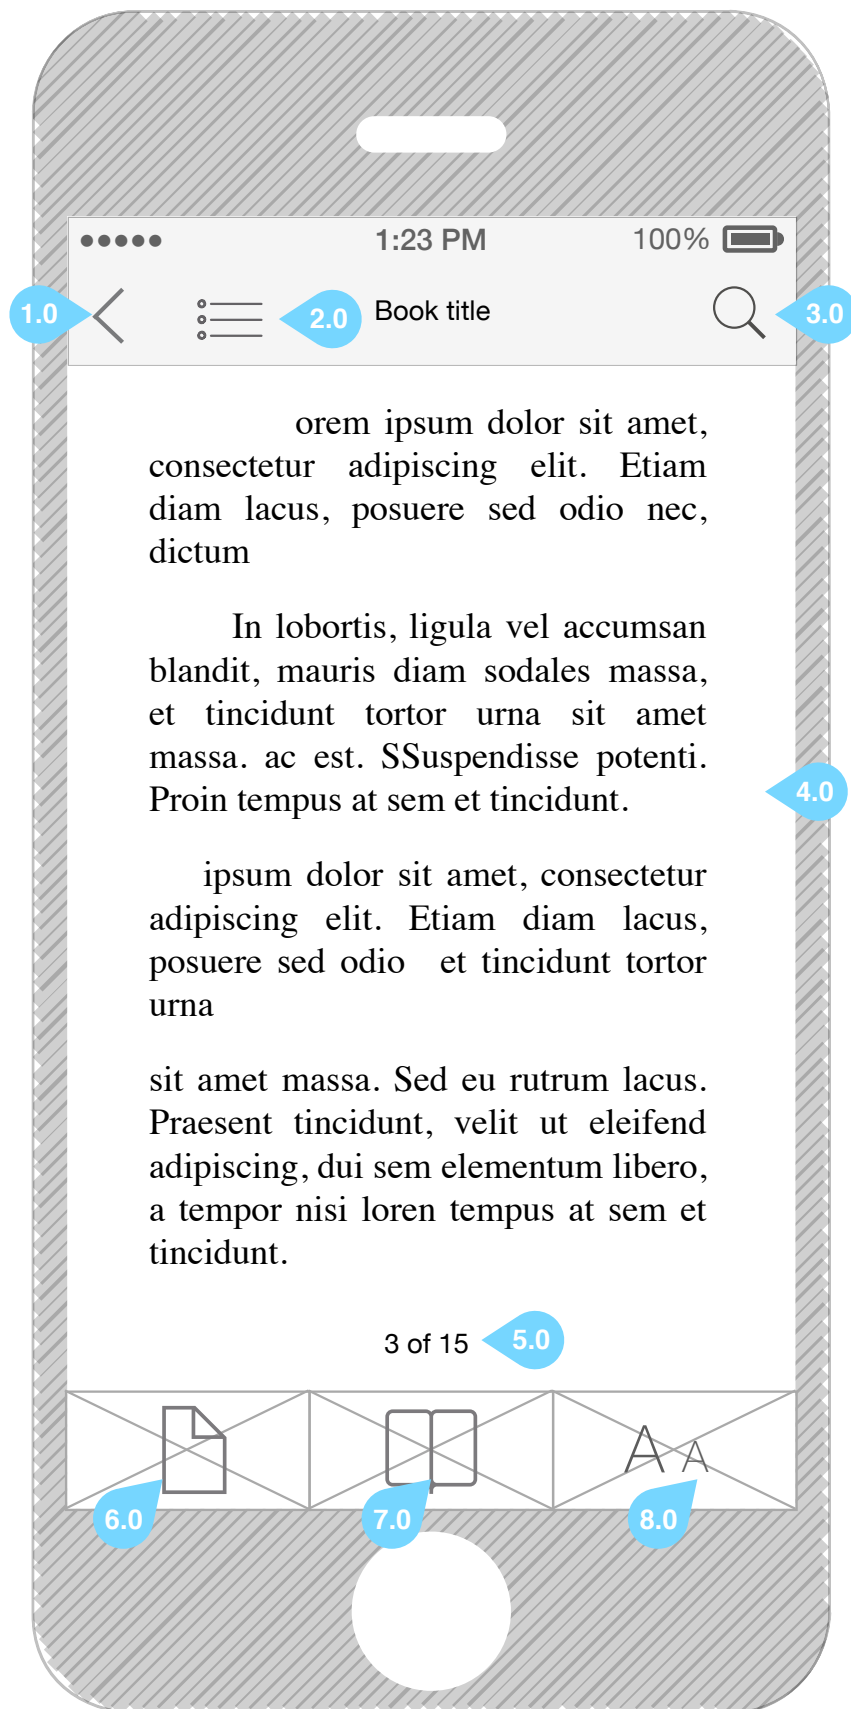 1:23 PM 100%
1.0 2.0 Book title 3.0
orem ipsum dolor sit amet,
consectetur adipiscing elit. Etiam
diam lacus, posuere sed odio nec,
dictum
In lobortis, ligula vel accumsan
blandit, mauris diam sodales massa,
et tincidunt tortor urna sit amet
massa. ac est. SSuspendisse potenti.
Proin tempus at sem et tincidunt.
4.0
ipsum dolor sit amet, consectetur
adipiscing elit. Etiam diam lacus,
posuere sed odio et tincidunt tortor
urna
sit amet massa. Sed eu rutrum lacus.
Praesent tincidunt, velit ut eleifend
adipiscing, dui sem elementum libero,
a tempor nisi loren tempus at sem et
tincidunt.
3 of 15 5.0
A A
6.0 7.0 8.0